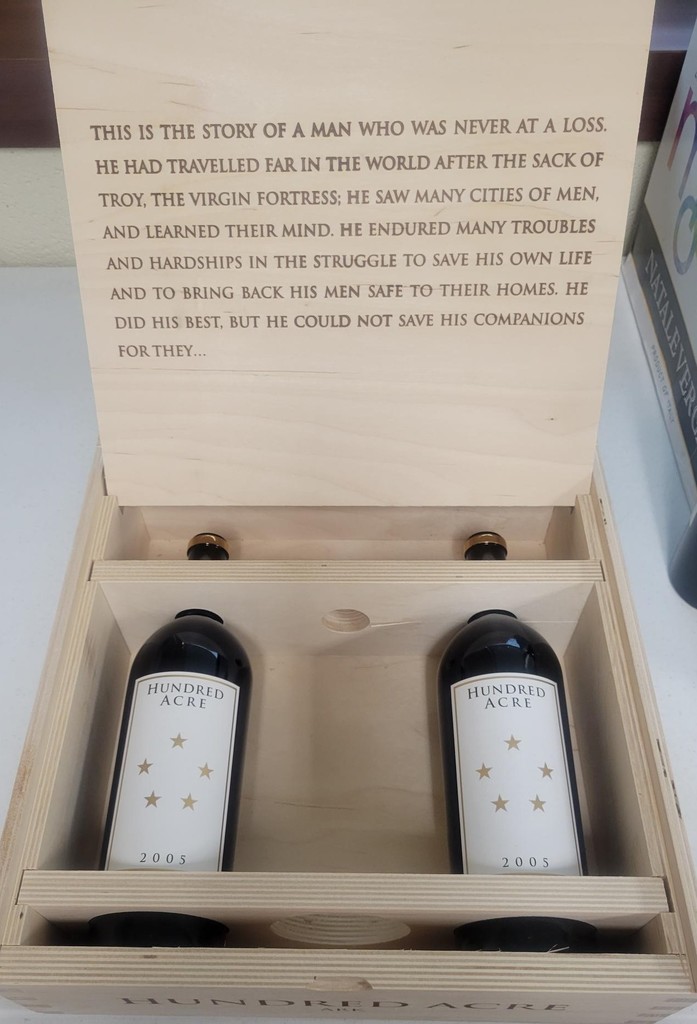 THIS IS THE STORY OF A MAN WHO WAS NEVER AT A LOSS.
HE HAD TRAVELLED FAR IN THE WORLD AFTER THE SACK OF
TROY, THE VIRGIN FORTRESS; HE SAW MANY CITIES OF MEN,
AND LEARNED THEIR MIND. HE ENDURED MANY TROUBLES
AND HARDSHIPS IN THE STRUGGLE TO SAVE HIS OWN LIFE
AND TO BRING BACK HIS MEN SAFE TO THEIR HOMES. HE
DID HIS BEST, BUT HE COULD NOT SAVE HIS COMPANIONS
FOR THEY...
HUNDRED
ACRE
2005
HUNDRED
ACRE
2005
HUNDRED ACRE
ARK
PRODUCT OF ITALY